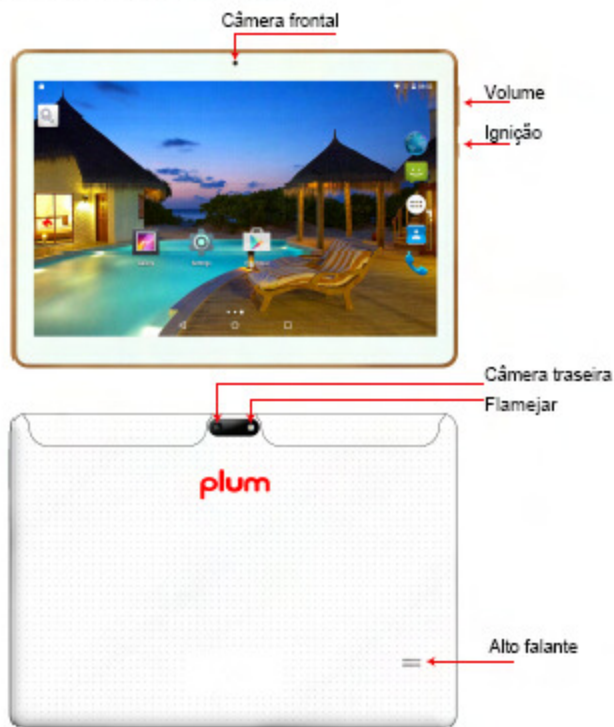 Câmera frontal
Volume
Ignição
Câmera traseira
Flamejar
plum
Alto falante